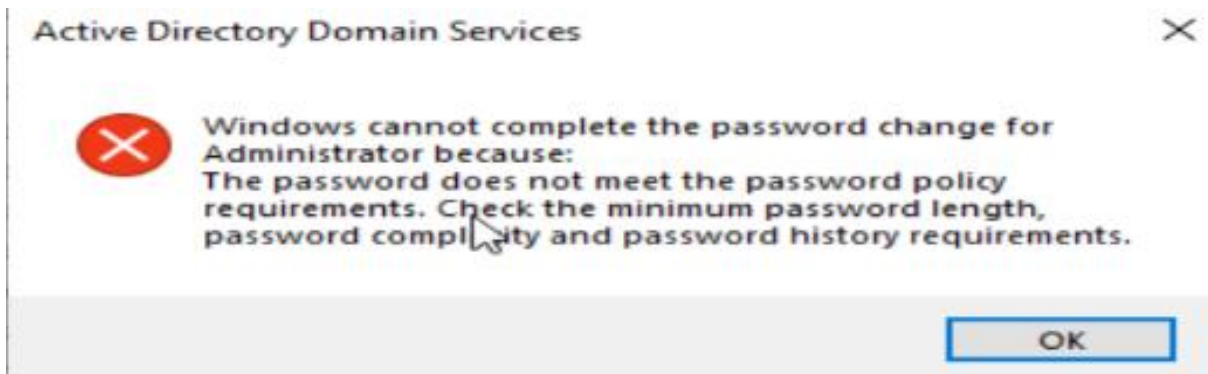 Active Directory Domain Services
Windows cannot complete the password change for
Administrator because:
The password does not meet the password policy
requirements. Check the minimum password length,
password complexity and password history requirements.
OK